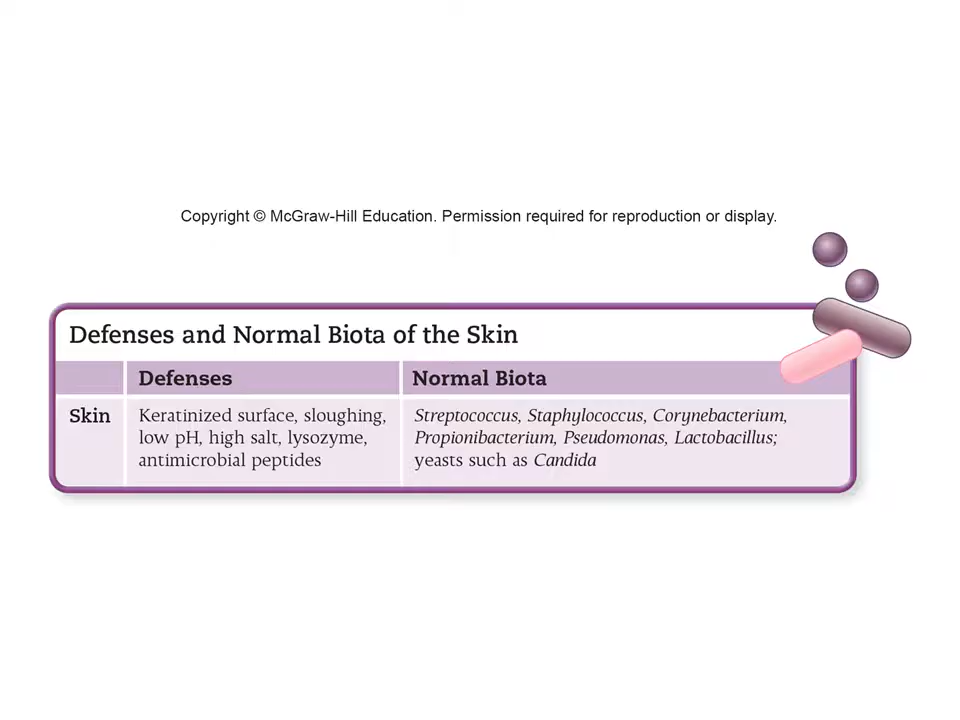 Copyright © McGraw-Hill Education. Permission required for reproduction or display.
Defenses and Normal Biota of the Skin
Defenses
Normal Biota
Skin
Keratinized surface, sloughing,
low pH, high salt, lysozyme,
antimicrobial peptides
Streptococcus, Staphylococcus, Corynebacterium,
Propionibacterium, Pseudomonas, Lactobacillus;
yeasts such as Candida